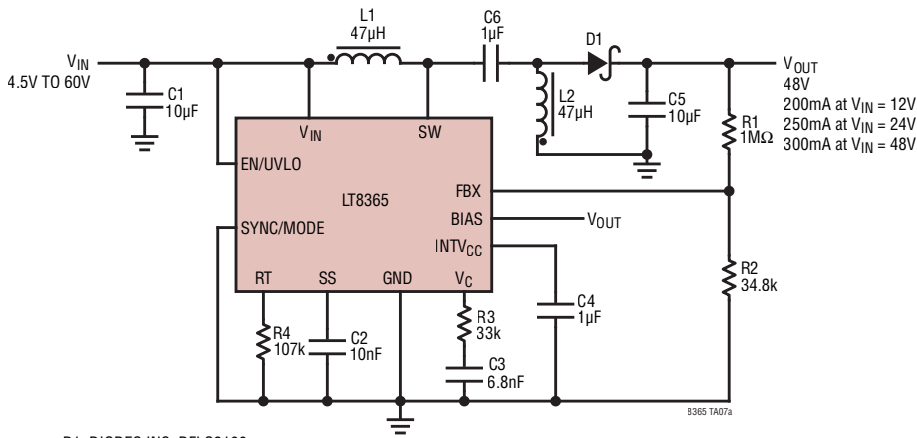 L1
47µH
C6
1µF
D1
VIN
4.5V TO 60V
C1
10µF
L2
47µH
C5
10µF
VOUT
48V
200mA at VIN = 12V
250mA at VIN = 24V
300mA at VIN = 48V
R1
1MΩ
VIN
SW
EN/UVLO
FBX
LT8365
SYNC/MODE
BIAS
VOUT
INTVCC
RT
SS
GND
VC
R2
34.8k
R4
107k
C2
10nF
R3
33k
C4
1µF
C3
6.8nF
8365 TA07a